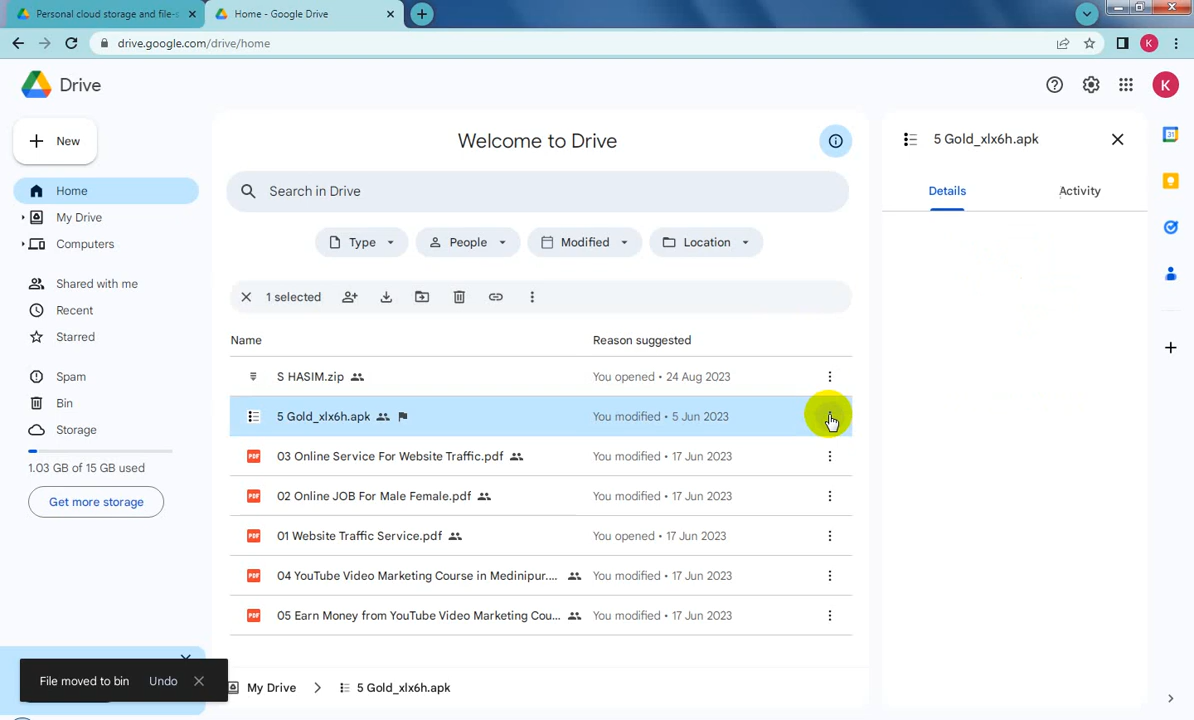 Personal cloud storage and file-s
Home - Google Drive
drive.google.com/drive/home
K
Drive
K
New
Home
My Drive
Computers
Shared with me
Recent
Starred
Spam
Bin
Storage
1.03 GB of 15 GB used
Get more storage
Welcome to Drive
Search in Drive
Type
People
Modified
Location
1 selected
Name
Reason suggested
S HASIM.zip
You opened • 24 Aug 2023
5 Gold_xlx6h.apk
You modified • 5 Jun 2023
03 Online Service For Website Traffic.pdf
You modified • 17 Jun 2023
02 Online JOB For Male Female.pdf
You modified • 17 Jun 2023
01 Website Traffic Service.pdf
You opened • 17 Jun 2023
04 YouTube Video Marketing Course in Medinipur....
You modified • 17 Jun 2023
05 Earn Money from YouTube Video Marketing Cou...
You modified • 17 Jun 2023
My Drive
5 Gold_xlx6h.apk
File moved to bin
Undo
5 Gold_xlx6h.apk
Details
Activity
31